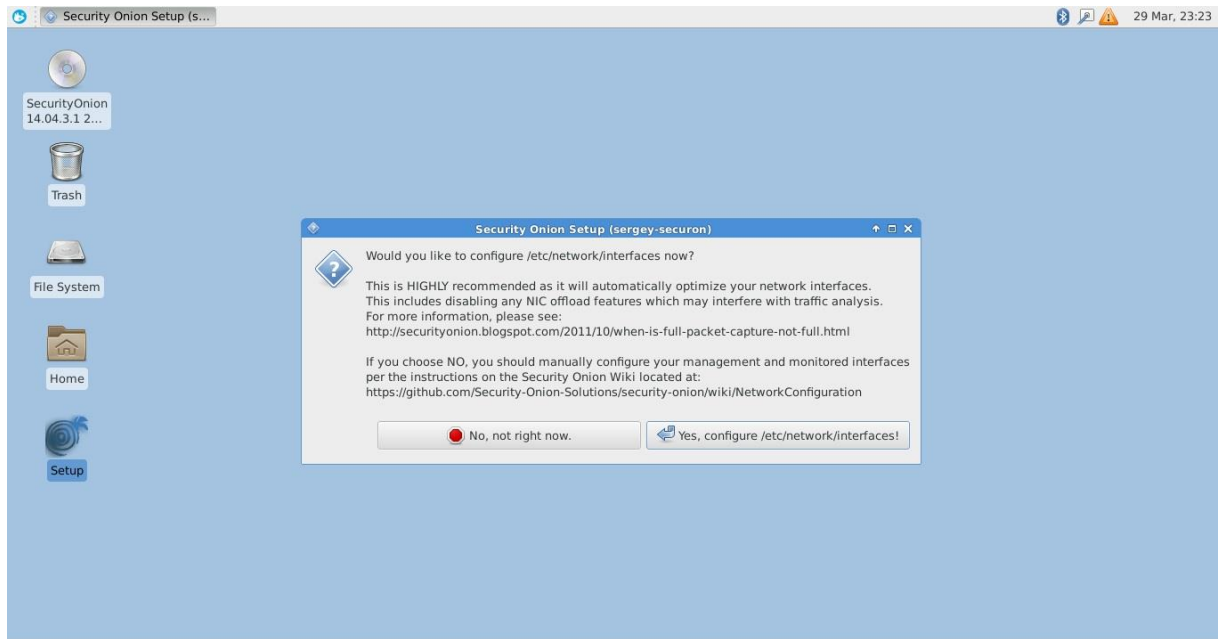 Security Onion Setup (s...
29 Mar, 23:23
SecurityOnion
14.04.3.1 2...
Trash
File System
Home
Setup
Security Onion Setup (sergey-securon)
Would you like to configure /etc/network/interfaces now?
This is HIGHLY recommended as it will automatically optimize your network interfaces.
This includes disabling any NIC offload features which may interfere with traffic analysis.
For more information, please see:
http://securityonion.blogspot.com/2011/10/when-is-full-packet-capture-not-full.html
If you choose NO, you should manually configure your management and monitored interfaces
per the instructions on the Security Onion Wiki located at:
https://github.com/Security-Onion-Solutions/security-onion/wiki/NetworkConfiguration
No, not right now.
Yes, configure /etc/network/interfaces!